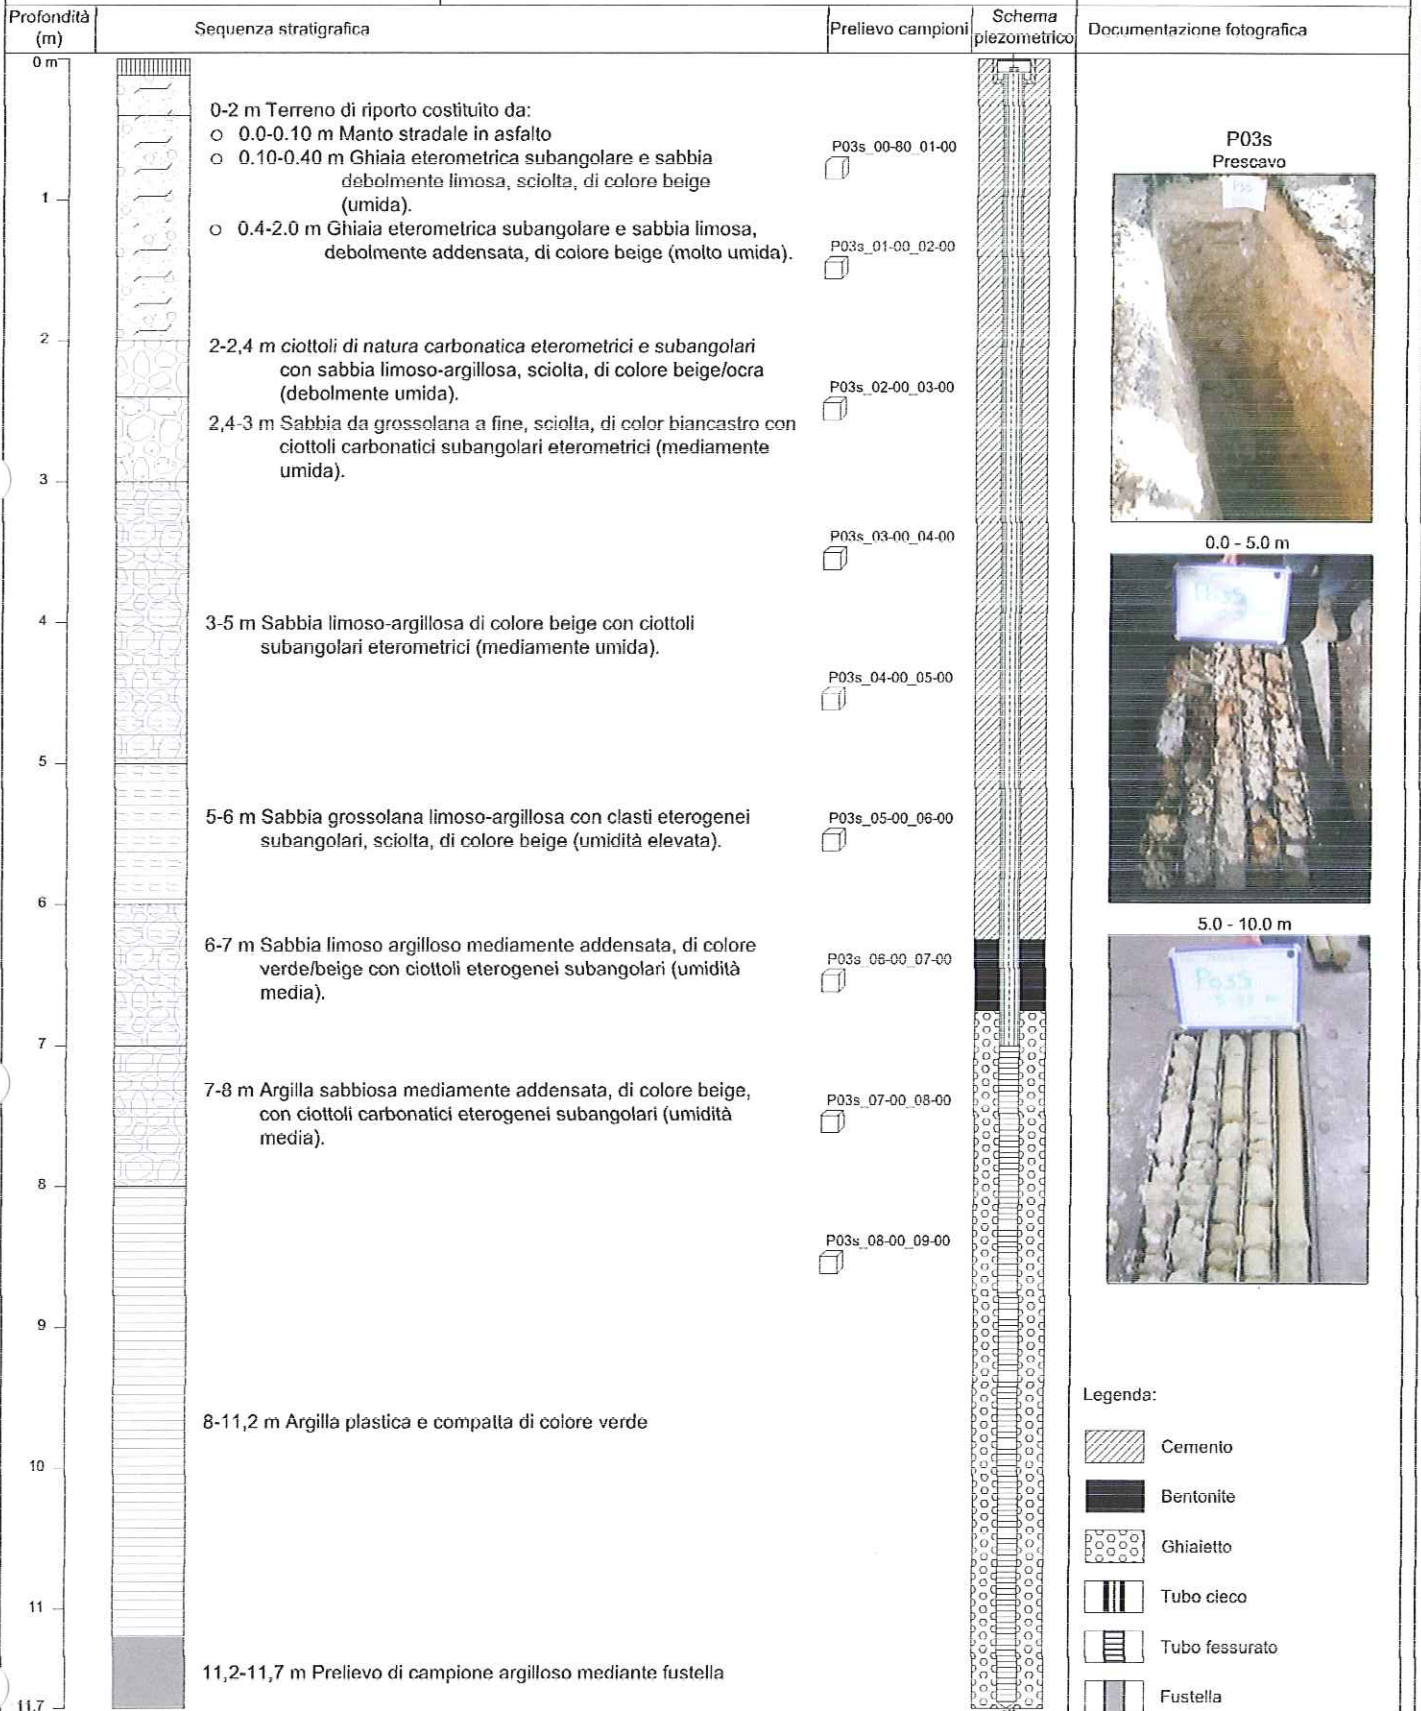 Profondità
(m)
Sequenza stratigrafica
Prelievo campioni
Schema
piezometrico
Documentazione fotografica
0 m
0-2 m Terreno di riporto costituito da:
o 0.0-0.10 m Manto stradale in asfalto
o 0.10-0.40 m Ghiaia eterometrica subangolare e sabbia
debolmente limosa, sciolta, di colore beige
(umida).
o 0.4-2.0 m Ghiaia eterometrica subangolare e sabbia limosa,
debolmente addensata, di colore beige (molto umida).
2-2,4 m ciottoli di natura carbonatica eterometrici e subangolari
con sabbia limoso-argillosa, sciolta, di colore beige/ocra
(debolmente umida).
2,4-3 m Sabbia da grossolana a fine, sciolta, di color biancastro con
ciottoli carbonatici subangolari eterometrici (mediamente
umida).
3-5 m Sabbia limoso-argillosa di colore beige con ciottoli
subangolari eterometrici (mediamente umida).
5-6 m Sabbia grossolana limoso-argillosa con clasti eterogenei
subangolari, sciolta, di colore beige (umidità elevata).
6-7 m Sabbia limoso argilloso mediamente addensata, di colore
verde/beige con ciottoli eterogenei subangolari (umidità
media).
7-8 m Argilla sabbiosa mediamente addensata, di colore beige,
con ciottoli carbonatici eterogenei subangolari (umidità
media).
8-11,2 m Argilla plastica e compatta di colore verde
11,2-11,7 m Prelievo di campione argilloso mediante fustella
1
2
3
4
5
6
7
8
9
10
11
11.7
P03s_00-80_01-00
P03s_01-00_02-00
P03s_02-00_03-00
P03s_03-00_04-00
P03s_04-00_05-00
P03s_05-00_06-00
P03s_06-00_07-00
P03s_07-00_08-00
P03s_08-00_09-00
P03s
Prescavo
0.0 - 5.0 m
5.0 - 10.0 m
P03S
Legenda:
Cemento
Bentonite
Ghiaietto
Tubo cieco
Tubo fessurato
Fustella